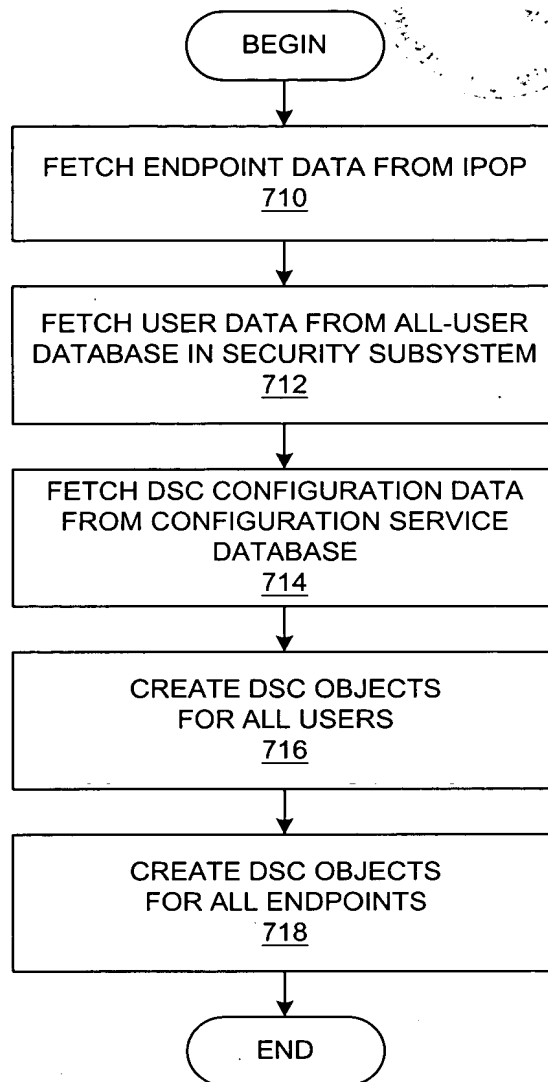 BEGIN
FETCH ENDPOINT DATA FROM IPOP
710
FETCH USER DATA FROM ALL-USER
DATABASE IN SECURITY SUBSYSTEM
712
FETCH DSC CONFIGURATION DATA
FROM CONFIGURATION SERVICE
DATABASE
714
CREATE DSC OBJECTS
FOR ALL USERS
716
CREATE DSC OBJECTS
FOR ALL ENDPOINTS
718
END